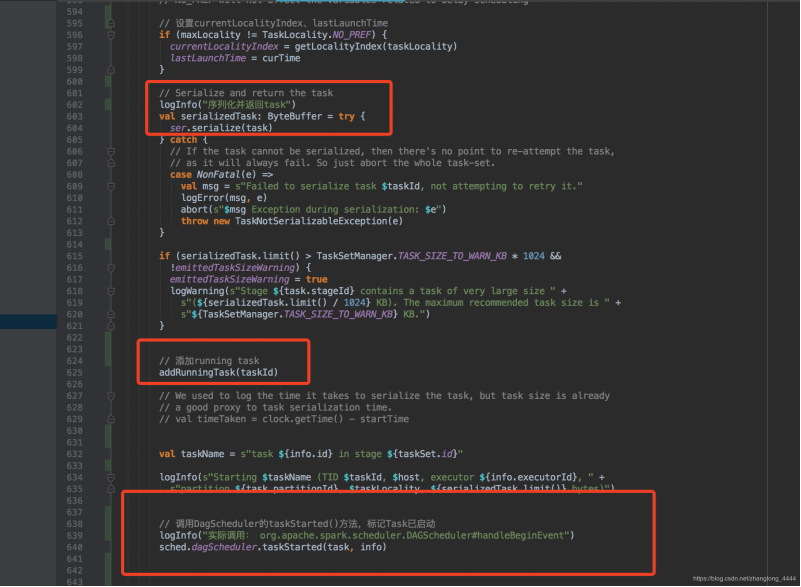 594
595 // 设置currentLocalityIndex、lastLaunchTime
596 if (maxLocality != TaskLocality.NO_PREF) {
597 currentLocalityIndex = getLocalityIndex(taskLocality)
598 lastLaunchTime = curTime
599 }
600
601 // Serialize and return the task
602 logInfo("序列化并返回task")
603 val serializedTask: ByteBuffer = try {
604 ser.serialize(task)
605 } catch {
606 // If the task cannot be serialized, then there's no point to re-attempt the task,
607 // as it will always fail. So just abort the whole task-set.
608 case NonFatal(e) =>
609 val msg = s"Failed to serialize task $taskId, not attempting to retry it."
610 logError(msg, e)
611 abort(s"$msg Exception during serialization: $e")
612 throw new TaskNotSerializableException(e)
613 }
614
615 if (serializedTask.limit() > TaskSetManager.TASK_SIZE_TO_WARN_KB * 1024 &&
616 !emittedTaskSizeWarning) {
617 emittedTaskSizeWarning = true
618 logWarning(s"Stage ${task.stageId} contains a task of very large size " +
619 s"(${serializedTask.limit() / 1024} KB). The maximum recommended task size is " +
620 s"${TaskSetManager.TASK_SIZE_TO_WARN_KB} KB.")
621 }
622
623
624 // 添加running task
625 addRunningTask(taskId)
626
627 // We used to log the time it takes to serialize the task, but task size is already
628 // a good proxy to task serialization time.
629 // val timeTaken = clock.getTime() - startTime
630
631
632 val taskName = s"task ${info.id} in stage ${taskSet.id}"
633
634 logInfo(s"Starting $taskName (TID $taskId, $host, executor ${info.executorId}, " +
635 s"partition ${task.partitionId}, $taskLocality, ${serializedTask.limit()} bytes)")
636
637
638 // 调用DagScheduler的taskStarted()方法, 标记Task已启动
639 logInfo("实际调用: org.apache.spark.scheduler.DAGScheduler#handleBeginEvent")
640 sched.dagScheduler.taskStarted(task, info)
641
642
643
https://blog.csdn.net/zhanglong_4444